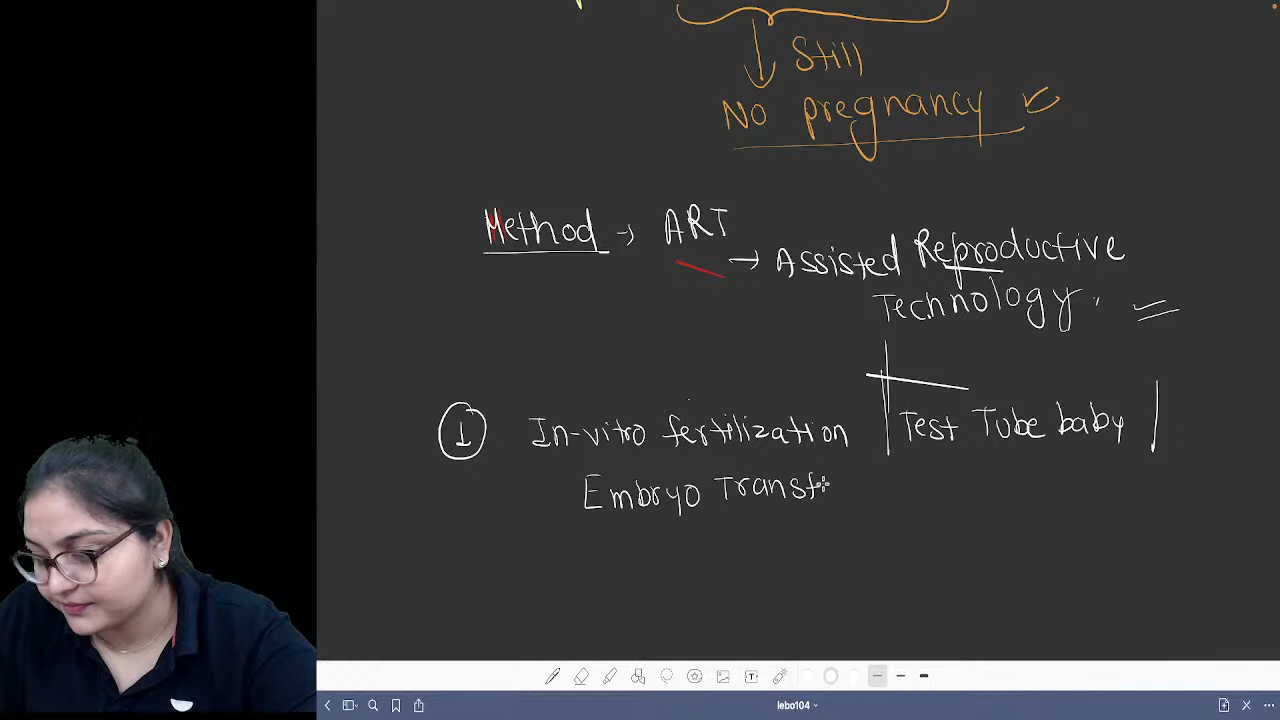 Still
No pregnancy
Method → ART
→ Assisted Reproductive
Technology.
1 In-vitro fertilization | Test Tube baby |
Embryo Transf
lebo104